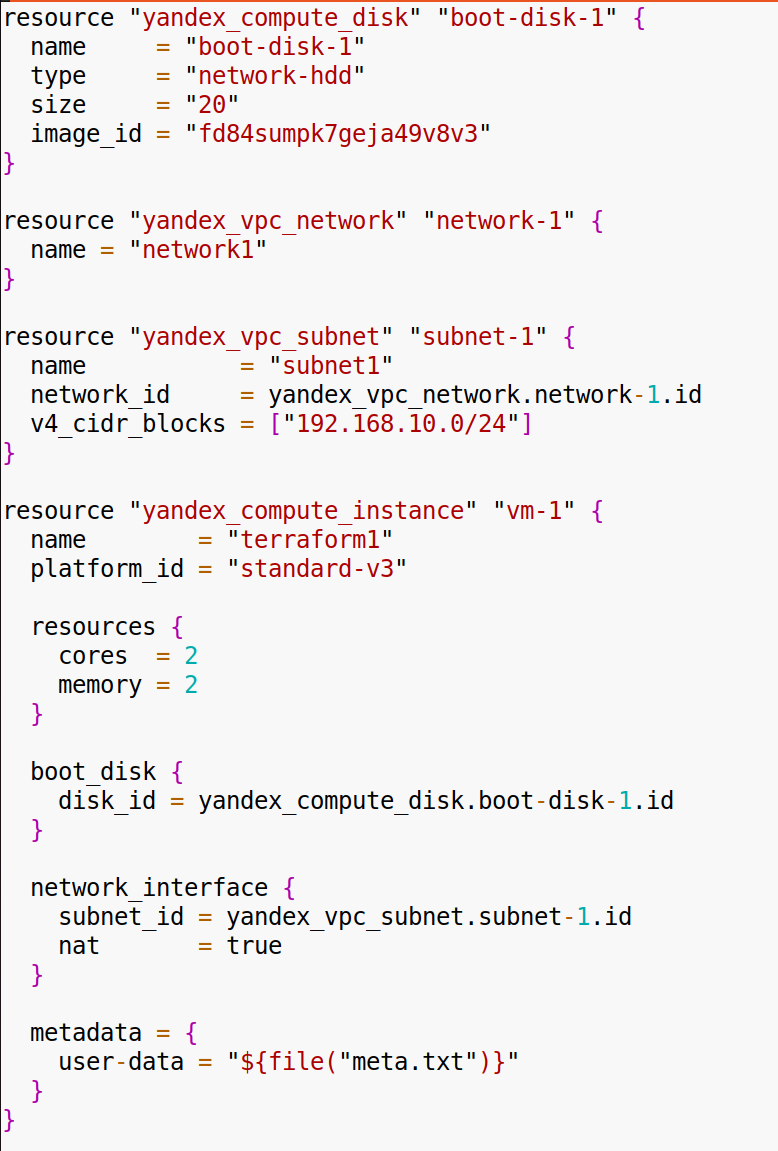 resource "yandex_compute_disk" "boot-disk-1" {
  name     = "boot-disk-1"
  type     = "network-hdd"
  size     = "20"
  image_id = "fd84sumpk7geja49v8v3"
}

resource "yandex_vpc_network" "network-1" {
  name = "network1"
}

resource "yandex_vpc_subnet" "subnet-1" {
  name           = "subnet1"
  network_id     = yandex_vpc_network.network-1.id
  v4_cidr_blocks = ["192.168.10.0/24"]
}

resource "yandex_compute_instance" "vm-1" {
  name        = "terraform1"
  platform_id = "standard-v3"

  resources {
    cores  = 2
    memory = 2
  }

  boot_disk {
    disk_id = yandex_compute_disk.boot-disk-1.id
  }

  network_interface {
    subnet_id = yandex_vpc_subnet.subnet-1.id
    nat       = true
  }

  metadata = {
    user-data = "${file("meta.txt")}"
  }
}